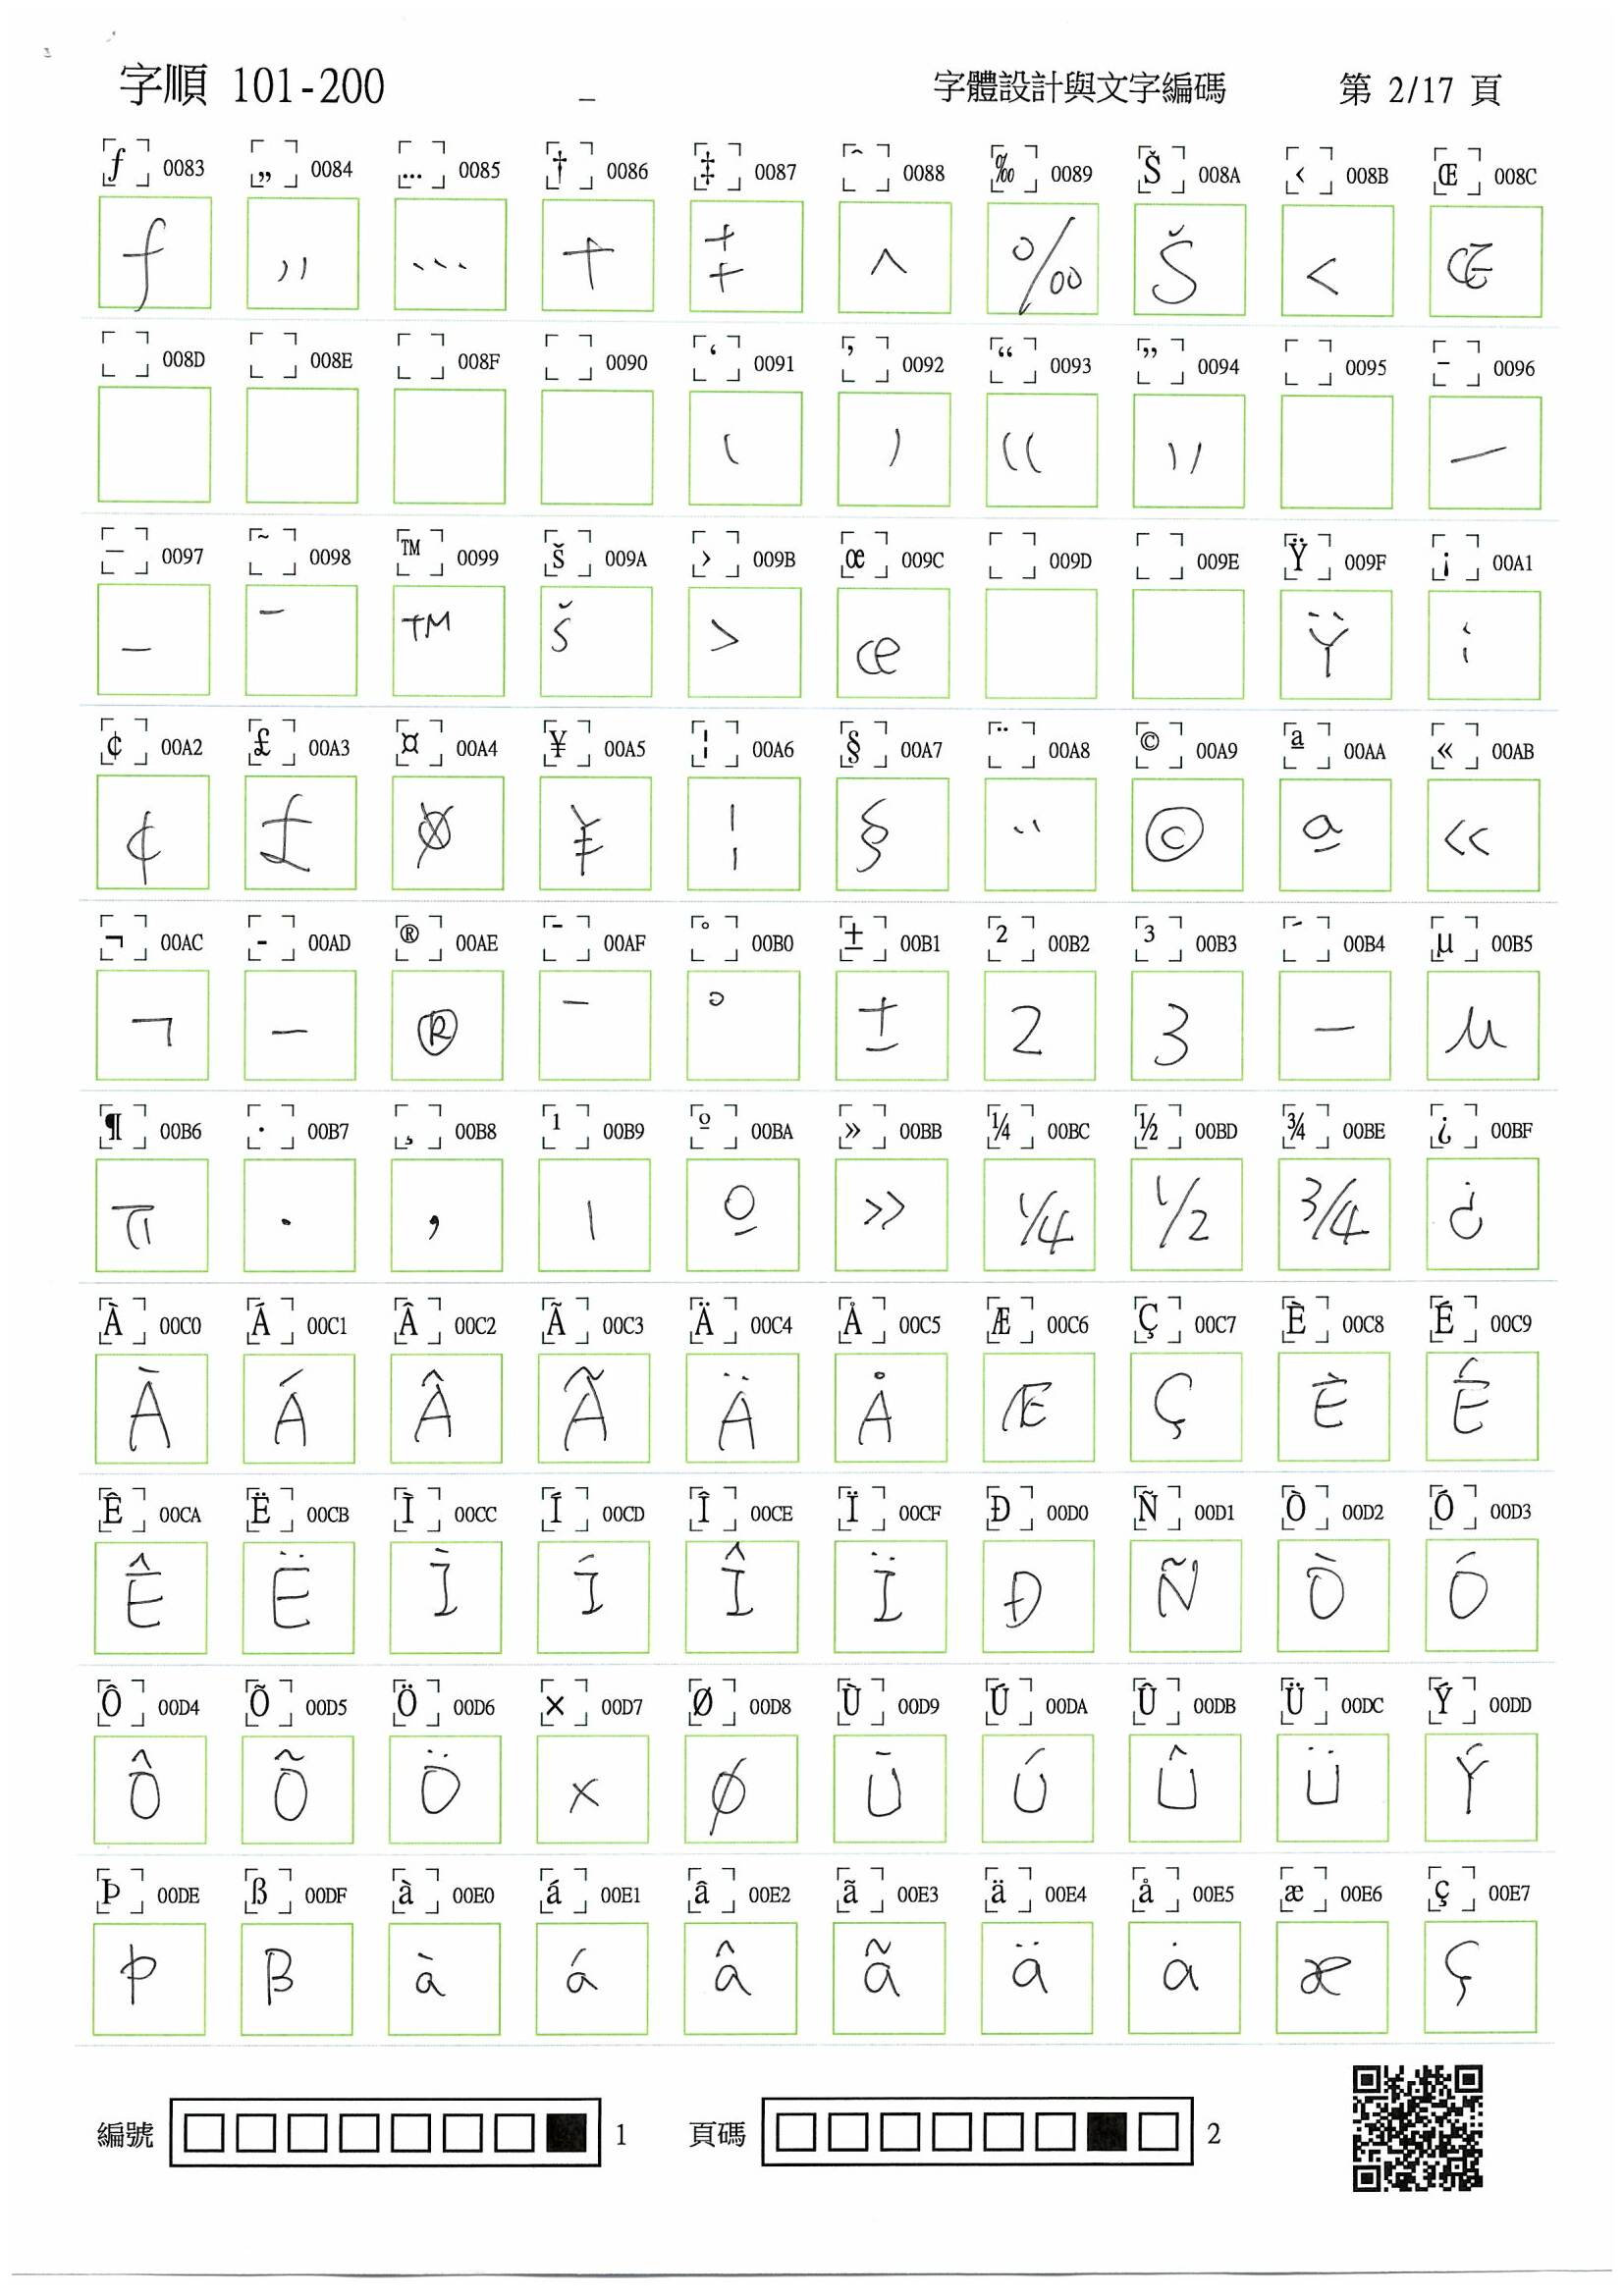 字順 101-200 字體設計與文字編碼 第 2/17 頁
ƒ 0083 „ 0084 … 0085 † 0086 ‡ 0087 ˆ 0088 ‰ 0089 Š 008A ‹ 008B Œ 008C
ƒ „ … † ‡ ^ ‰ Š < Œ
008D 008E 008F 0090 ‘ 0091 ’ 0092 “ 0093 ” 0094 0095 – 0096
‘ ’ “ ” –
— 0097 ˜ 0098 ™ 0099 š 009A › 009B œ 009C 009D 009E Ÿ 009F ¡ 00A1
— ¯ ™ š > œ Ÿ ¡
¢ 00A2 £ 00A3 ¤ 00A4 ¥ 00A5 ¦ 00A6 § 00A7 ¨ 00A8 © 00A9 ª 00AA « 00AB
¢ £ ¤ ¥ ¦ § ¨ © ª «
¬ 00AC - 00AD ® 00AE ¯ 00AF ° 00B0 ± 00B1 ² 00B2 ³ 00B3 ´ 00B4 µ 00B5
¬ - ® ¯ ° ± 2 3 – µ
¶ 00B6 · 00B7 ¸ 00B8 ¹ 00B9 º 00BA » 00BB ¼ 00BC ½ 00BD ¾ 00BE ¿ 00BF
¶ · , ı º » ¼ ½ ¾ ¿
À 00C0 Á 00C1 Â 00C2 Ã 00C3 Ä 00C4 Å 00C5 Æ 00C6 Ç 00C7 È 00C8 É 00C9
À Á Â Ã Ä Å Æ Ç È É
Ê 00CA Ë 00CB Ì 00CC Í 00CD Î 00CE Ï 00CF Ð 00D0 Ñ 00D1 Ò 00D2 Ó 00D3
Ê Ë Ì Í Î Ï Ð Ñ Ò Ó
Ô 00D4 Õ 00D5 Ö 00D6 × 00D7 Ø 00D8 Ù 00D9 Ú 00DA Û 00DB Ü 00DC Ý 00DD
Ô Õ Ö × Ø Ù Ú Û Ü Ý
Þ 00DE ß 00DF à 00E0 á 00E1 â 00E2 ã 00E3 ä 00E4 å 00E5 æ 00E6 ç 00E7
Þ ß à á â ã ä å æ ç
編號 1 頁碼 2